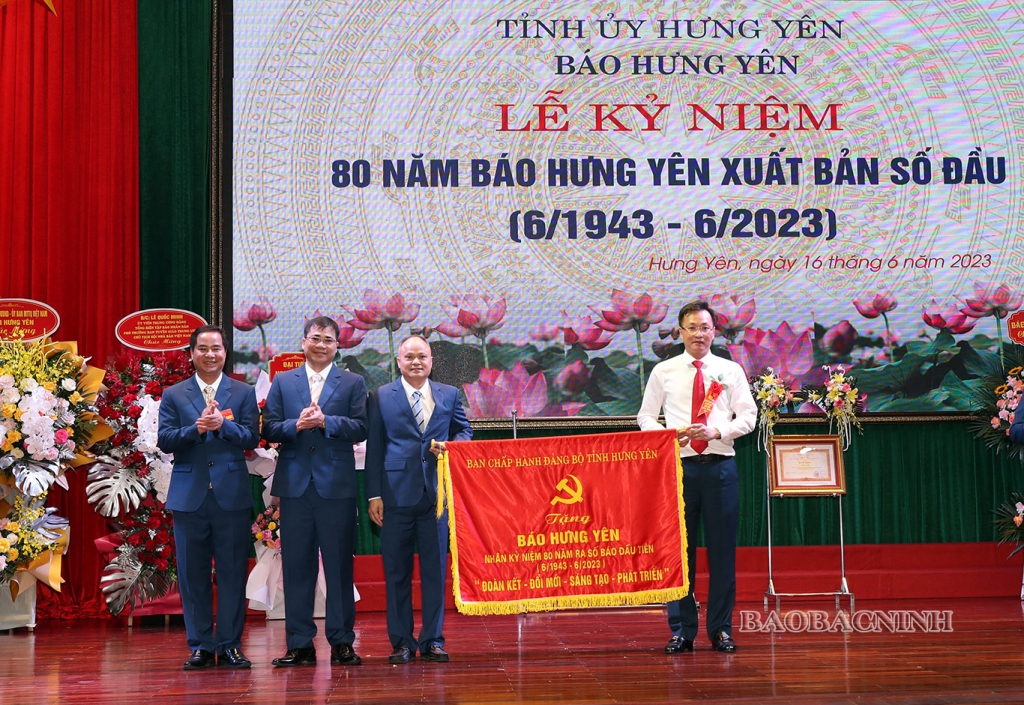 TỈNH ỦY HƯNG YÊN
BÁO HƯNG YÊN
LỄ KỶ NIỆM
80 NĂM BÁO HƯNG YÊN XUẤT BẢN SỐ ĐẦU
(6/1943 - 6/2023)
Hưng Yên, ngày 16 tháng 6 năm 2023
Đ/C: LÊ QUỐC MINH
BAN CHẤP HÀNH ĐẢNG BỘ TỈNH HƯNG YÊN
Tặng
BÁO HƯNG YÊN
NHÂN KỶ NIỆM 80 NĂM RA SỐ BÁO ĐẦU TIÊN
(6/1943 - 6/2023)
"ĐOÀN KẾT - ĐỔI MỚI - SÁNG TẠO - PHÁT TRIỂN"
BAOBACNINH